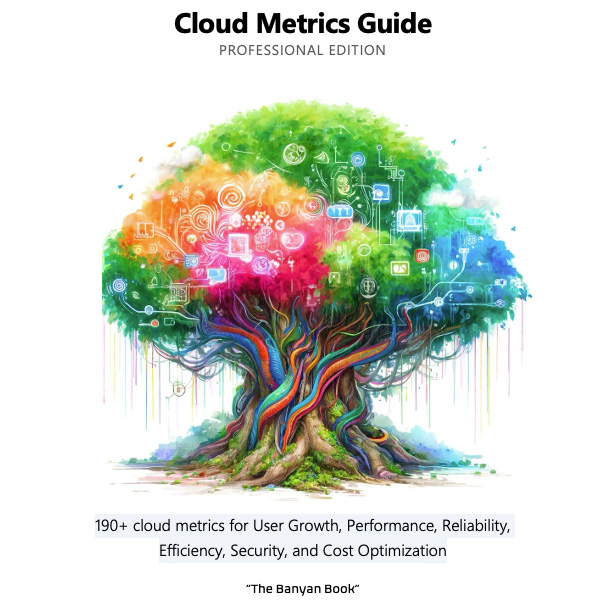 Cloud Metrics Guide
PROFESSIONAL EDITION
190+ cloud metrics for User Growth, Performance, Reliability,
Efficiency, Security, and Cost Optimization
"The Banyan Book"